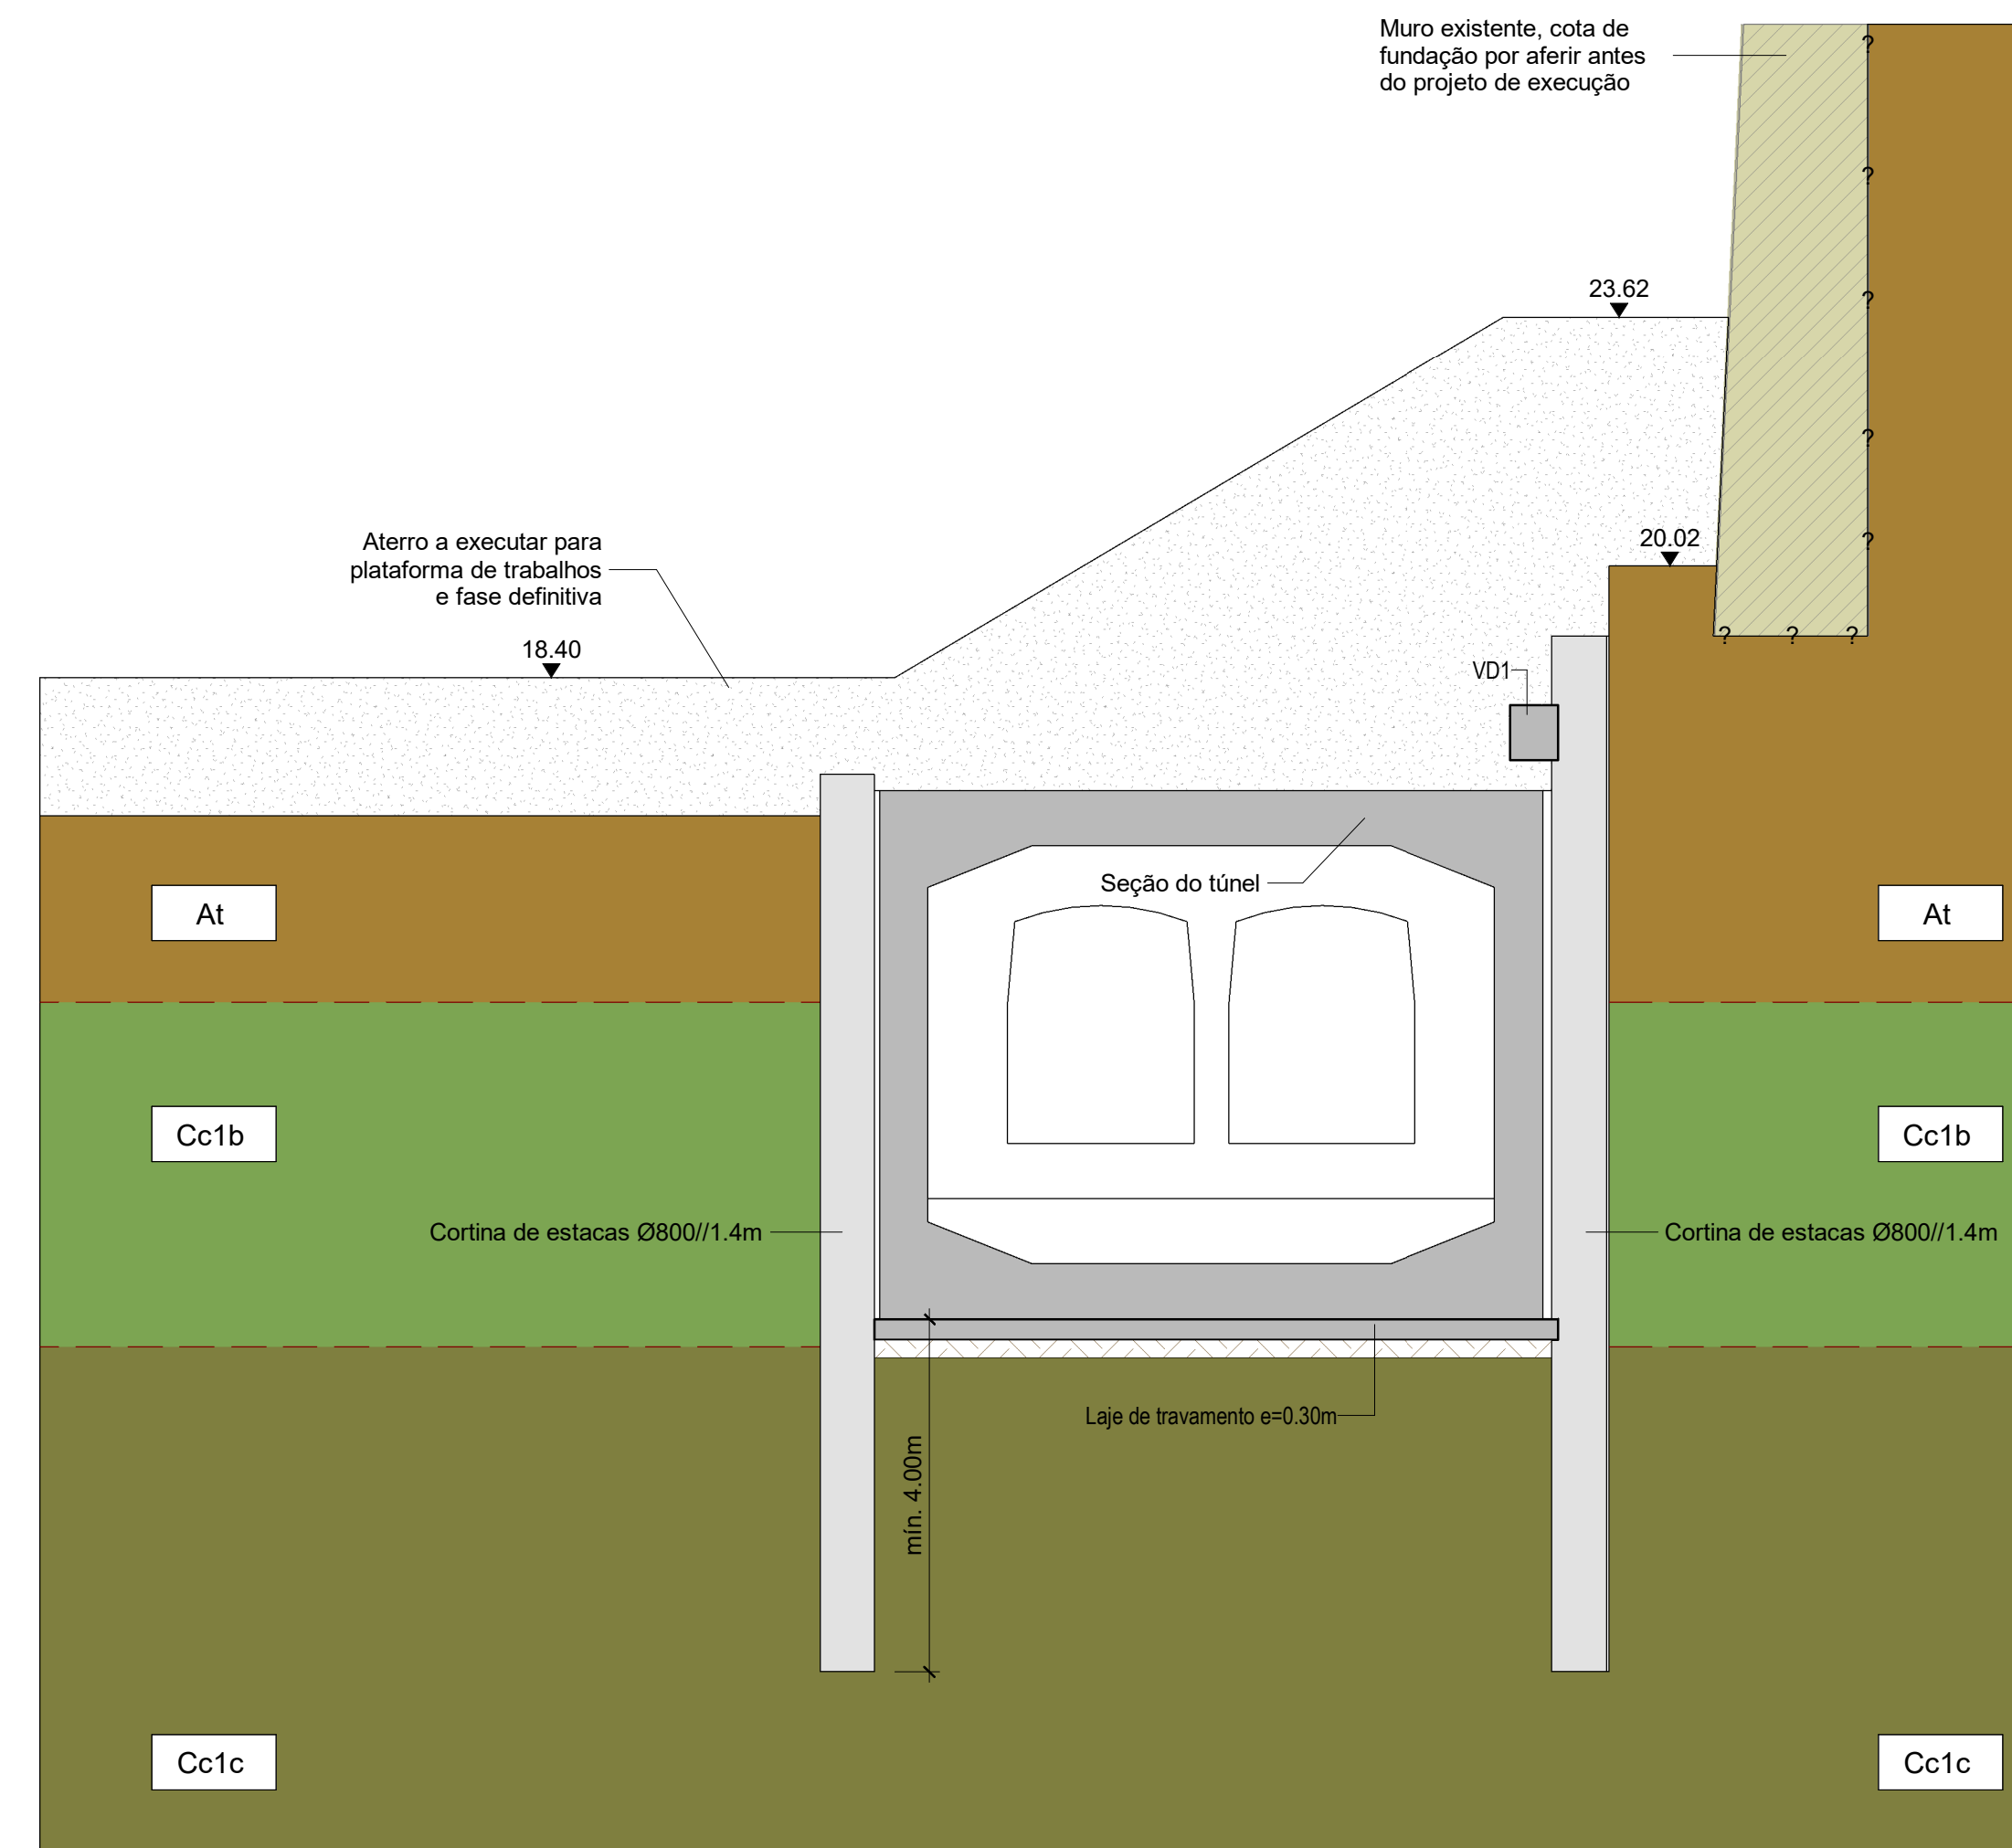 Muro existente, cota de
fundação por aferir antes
do projeto de execução
?
?
?
?
?
23.62
20.02
Aterro a executar para
plataforma de trabalhos
e fase definitiva
18.40
? ? ?
VD1
Seção do túnel
At
At
Cc1b
Cc1b
Cortina de estacas Ø800//1.4m
Cortina de estacas Ø800//1.4m
Laje de travamento e=0.30m
mín. 4.00m
Cc1c
Cc1c